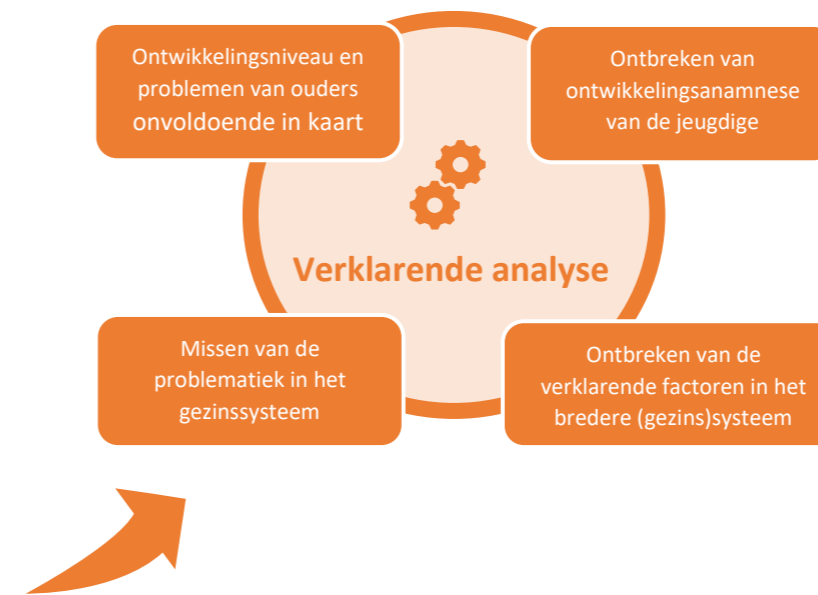 Ontwikkelingsniveau en
problemen van ouders
onvoldoende in kaart
Ontbreken van
ontwikkelingsanamnese
van de jeugdige
Verklarende analyse
Missen van de
problematiek in het
gezinssysteem
Ontbreken van de
verklarende factoren in het
bredere (gezins)systeem